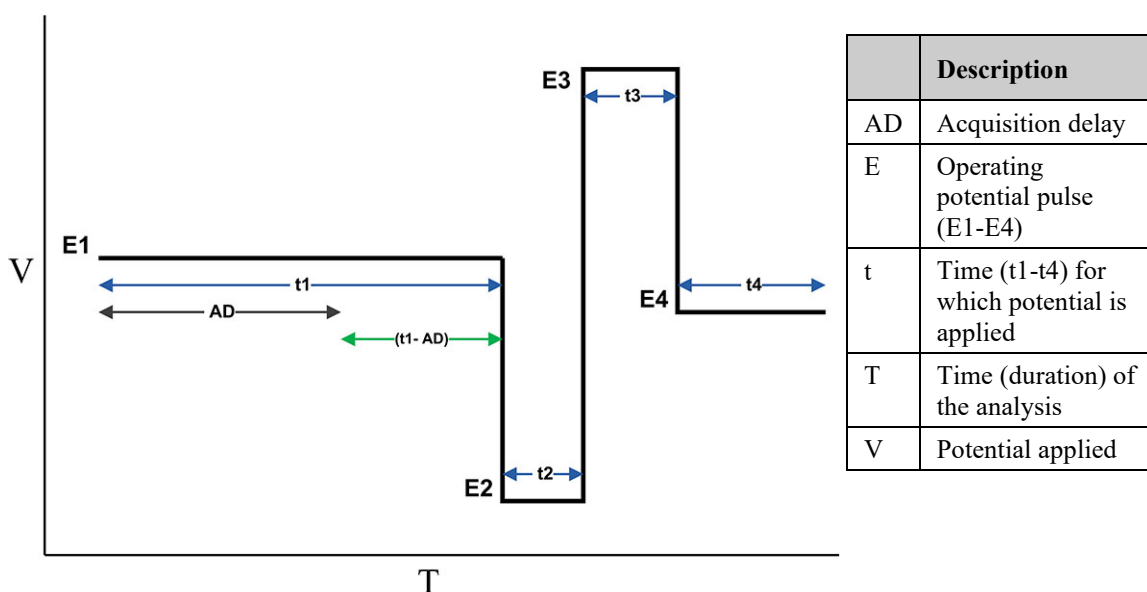 E1
t1
AD
(t1- AD)
E2
t2
E3
t3
E4
t4
V
T
Description
AD Acquisition delay
E Operating
potential pulse
(E1-E4)
t Time (t1-t4) for
which potential is
applied
T Time (duration) of
the analysis
V Potential applied